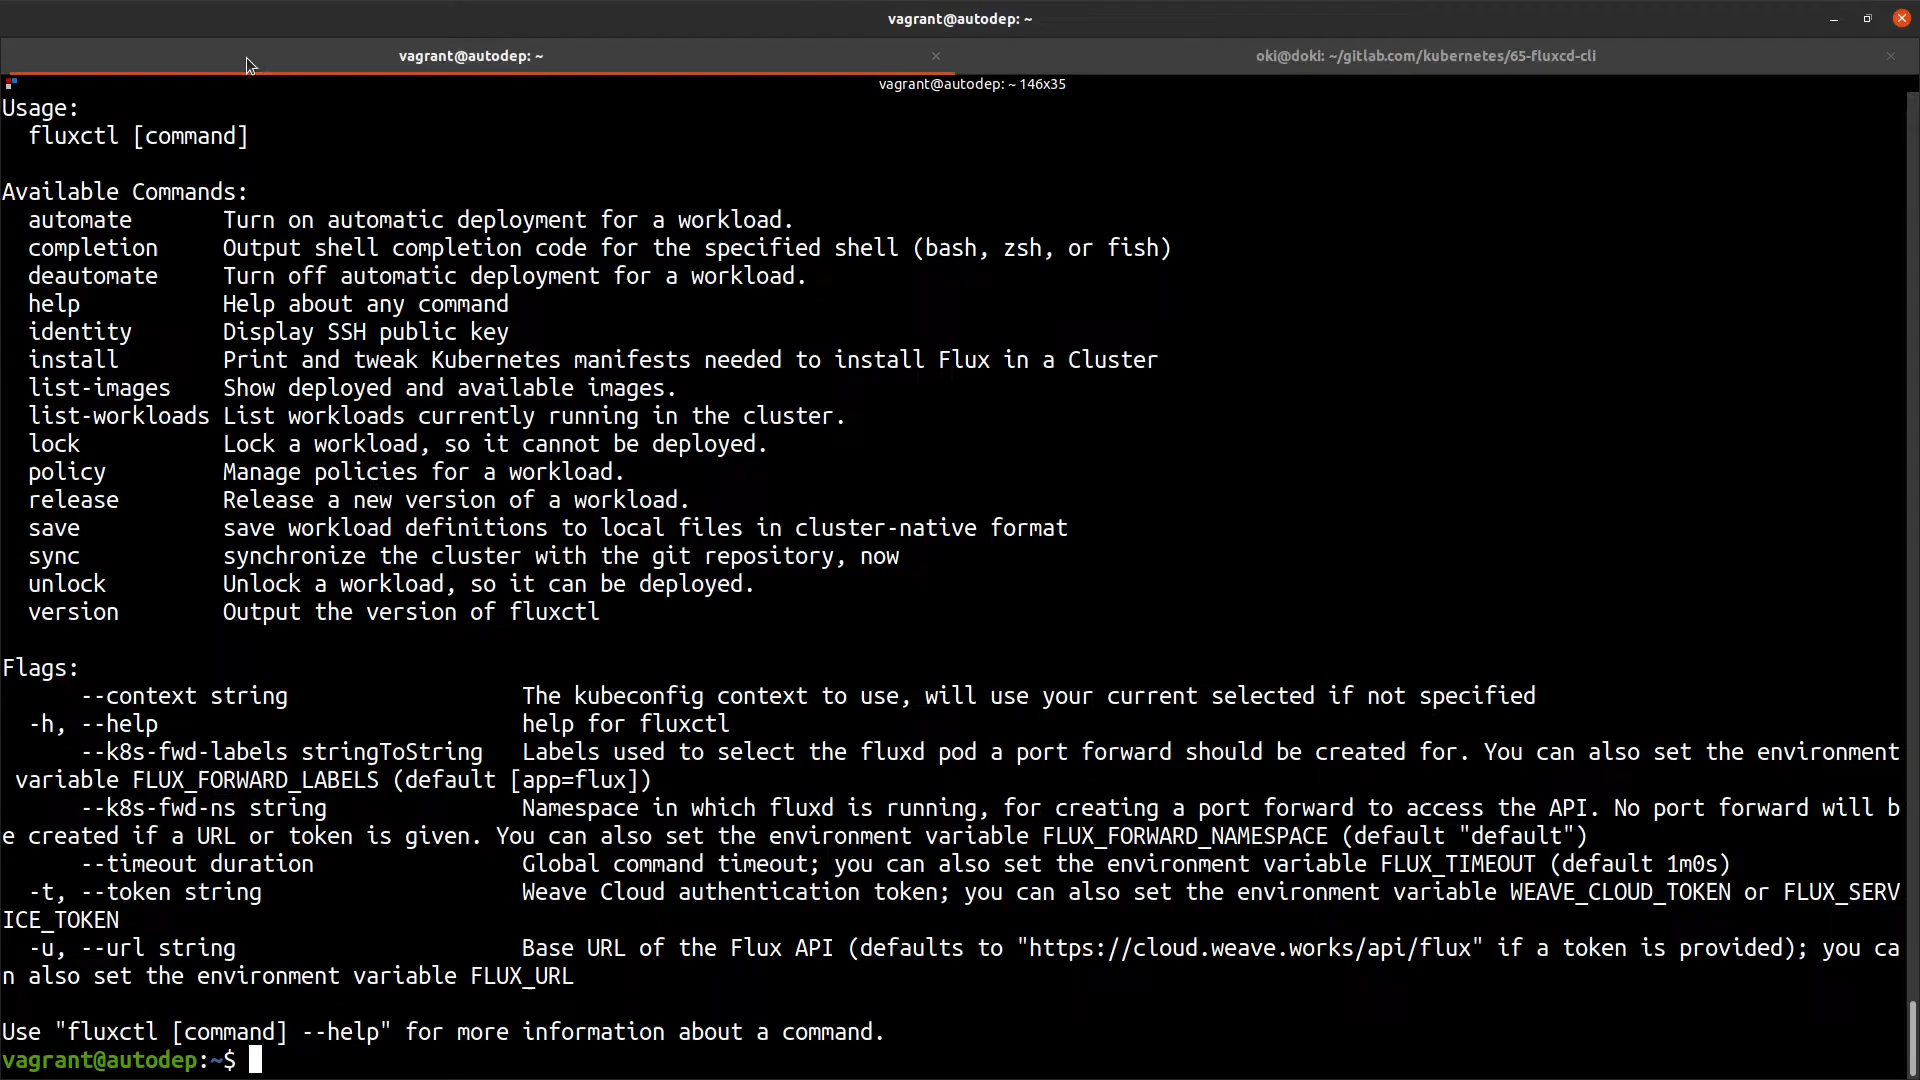 vagrant@autodep: ~
vagrant@autodep: ~
oki@doki: ~/gitlab.com/kubernetes/65-fluxcd-cli
vagrant@autodep: ~ 146x35
Usage:
  fluxctl [command]

Available Commands:
  automate       Turn on automatic deployment for a workload.
  completion     Output shell completion code for the specified shell (bash, zsh, or fish)
  deautomate     Turn off automatic deployment for a workload.
  help           Help about any command
  identity       Display SSH public key
  install        Print and tweak Kubernetes manifests needed to install Flux in a Cluster
  list-images    Show deployed and available images.
  list-workloads List workloads currently running in the cluster.
  lock           Lock a workload, so it cannot be deployed.
  policy         Manage policies for a workload.
  release        Release a new version of a workload.
  save           save workload definitions to local files in cluster-native format
  sync           synchronize the cluster with the git repository, now
  unlock         Unlock a workload, so it can be deployed.
  version        Output the version of fluxctl

Flags:
      --context string                  The kubeconfig context to use, will use your current selected if not specified
  -h, --help                            help for fluxctl
      --k8s-fwd-labels stringToString   Labels used to select the fluxd pod a port forward should be created for. You can also set the environment
 variable FLUX_FORWARD_LABELS (default [app=flux])
      --k8s-fwd-ns string               Namespace in which fluxd is running, for creating a port forward to access the API. No port forward will b
e created if a URL or token is given. You can also set the environment variable FLUX_FORWARD_NAMESPACE (default "default")
      --timeout duration                Global command timeout; you can also set the environment variable FLUX_TIMEOUT (default 1m0s)
  -t, --token string                    Weave Cloud authentication token; you can also set the environment variable WEAVE_CLOUD_TOKEN or FLUX_SERV
ICE_TOKEN
  -u, --url string                      Base URL of the Flux API (defaults to "https://cloud.weave.works/api/flux" if a token is provided); you ca
n also set the environment variable FLUX_URL

Use "fluxctl [command] --help" for more information about a command.
vagrant@autodep:~$